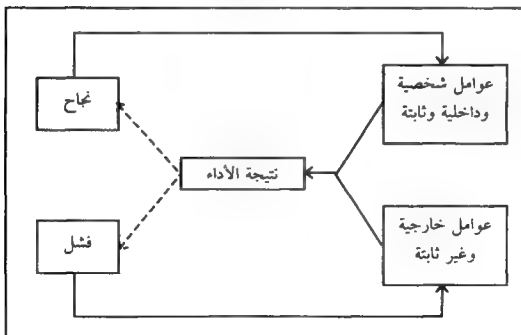 عوامل شخصية
وداخلية وثابتة
نجاح
نتيجة الأداء
عوامل خارجية
وغير ثابتة
فشل